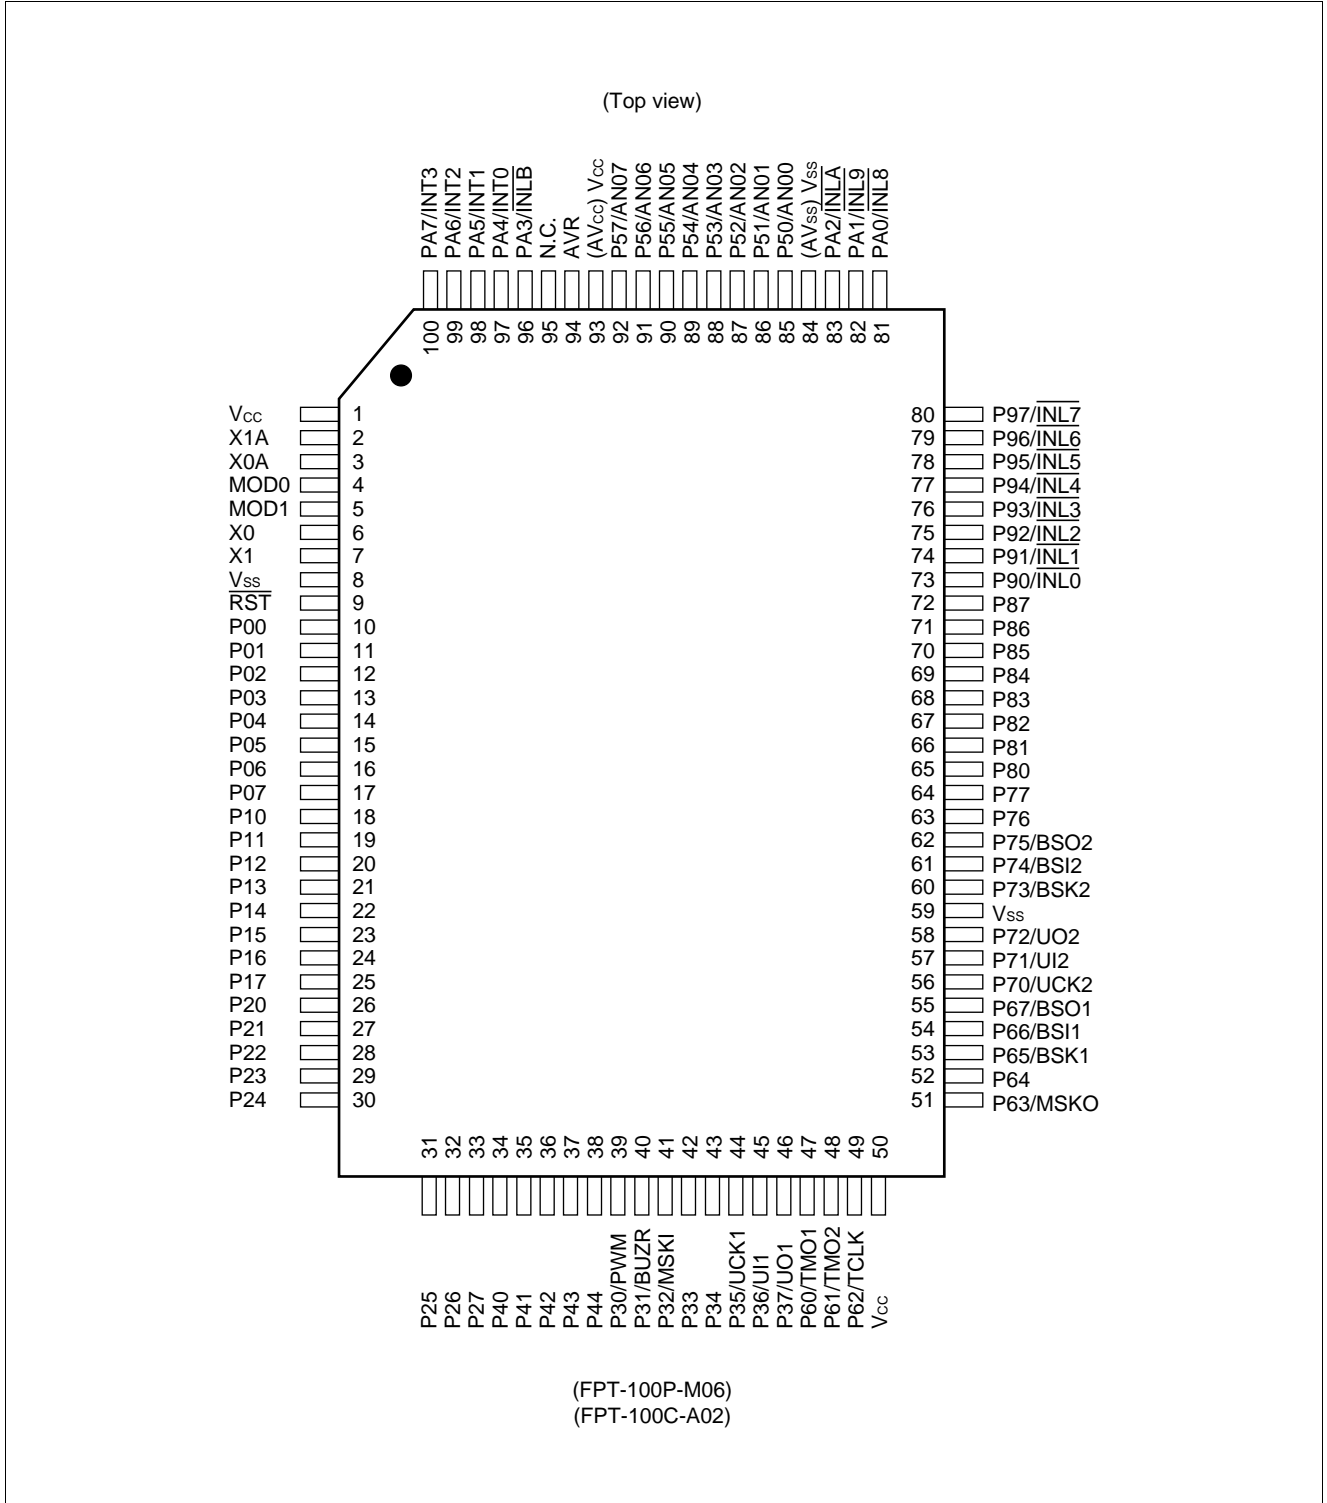 (Top view)
PA7/INT3
PA6/INT2
PA5/INT1
PA4/INT0
PA3/INLB
N.C.
AVR
(AVcc) Vcc
P57/AN07
P56/AN06
P55/AN05
P54/AN04
P53/AN03
P52/AN02
P51/AN01
P50/AN00
(AVss) Vss
PA2/INLA
PA1/INL9
PA0/INL8
100
99
98
97
96
95
94
93
92
91
90
89
88
87
86
85
84
83
82
81
Vcc 1
X1A 2
X0A 3
MOD0 4
MOD1 5
X0 6
X1 7
Vss 8
RST 9
P00 10
P01 11
P02 12
P03 13
P04 14
P05 15
P06 16
P07 17
P10 18
P11 19
P12 20
P13 21
P14 22
P15 23
P16 24
P17 25
P20 26
P21 27
P22 28
P23 29
P24 30
80 P97/INL7
79 P96/INL6
78 P95/INL5
77 P94/INL4
76 P93/INL3
75 P92/INL2
74 P91/INL1
73 P90/INL0
72 P87
71 P86
70 P85
69 P84
68 P83
67 P82
66 P81
65 P80
64 P77
63 P76
62 P75/BSO2
61 P74/BSI2
60 P73/BSK2
59 Vss
58 P72/UO2
57 P71/UI2
56 P70/UCK2
55 P67/BSO1
54 P66/BSI1
53 P65/BSK1
52 P64
51 P63/MSKO
31
32
33
34
35
36
37
38
39
40
41
42
43
44
45
46
47
48
49
50
P25
P26
P27
P40
P41
P42
P43
P44
P30/PWM
P31/BUZR
P32/MSKI
P33
P34
P35/UCK1
P36/UI1
P37/UO1
P60/TMO1
P61/TMO2
P62/TCLK
Vcc
(FPT-100P-M06)
(FPT-100C-A02)